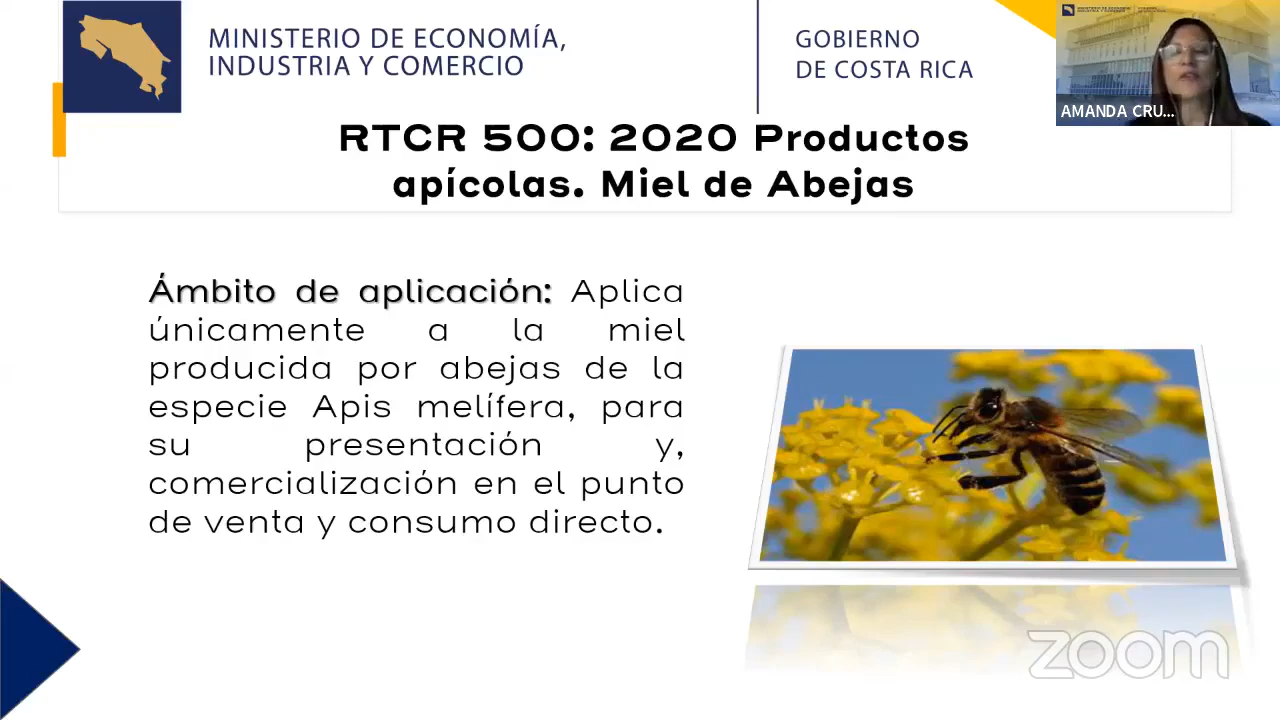 MINISTERIO DE ECONOMÍA,
INDUSTRIA Y COMERCIO
GOBIERNO
DE COSTA RICA
AMANDA CRU...
RTCR 500: 2020 Productos
apícolas. Miel de Abejas
Ámbito de aplicación: Aplica
únicamente a la miel
producida por abejas de la
especie Apis melífera, para
su presentación y,
comercialización en el punto
de venta y consumo directo.
zoom